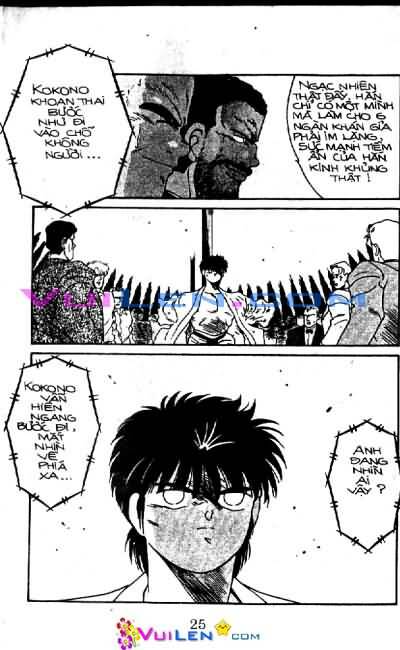 KOKONO
KHOAN THAI
BƯỚC
NHƯ ĐI
VÀO CHỖ
KHÔNG
NGƯỜI...
NGẠC NHIÊN
THẬT ĐẤY, HẮN
CHỈ CÓ MỘT MÌNH
MÀ LÀM CHO 6
NGÀN KHÁN GIẢ
PHẢI IM LẶNG,
SỨC MẠNH TIỀM
ẨN CỦA HẮN
KINH KHỦNG
THẬT !
VUILEN.COM
KOKONO
VẪN
HIÊN
NGANG
BƯỚC ĐI,
MẮT
NHÌN
VỀ
PHÍA
XA...
ANH
ĐANG
NHÌN
AI
VẬY ?
25
VUILEN.COM